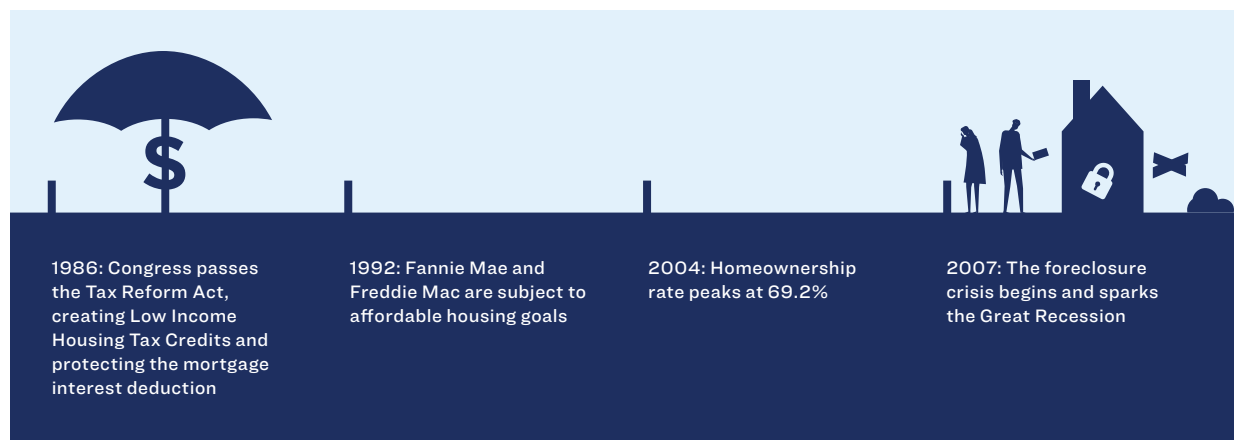 $
1986: Congress passes
the Tax Reform Act,
creating Low Income
Housing Tax Credits and
protecting the mortgage
interest deduction
1992: Fannie Mae and
Freddie Mac are subject to
affordable housing goals
2004: Homeownership
rate peaks at 69.2%
2007: The foreclosure
crisis begins and sparks
the Great Recession